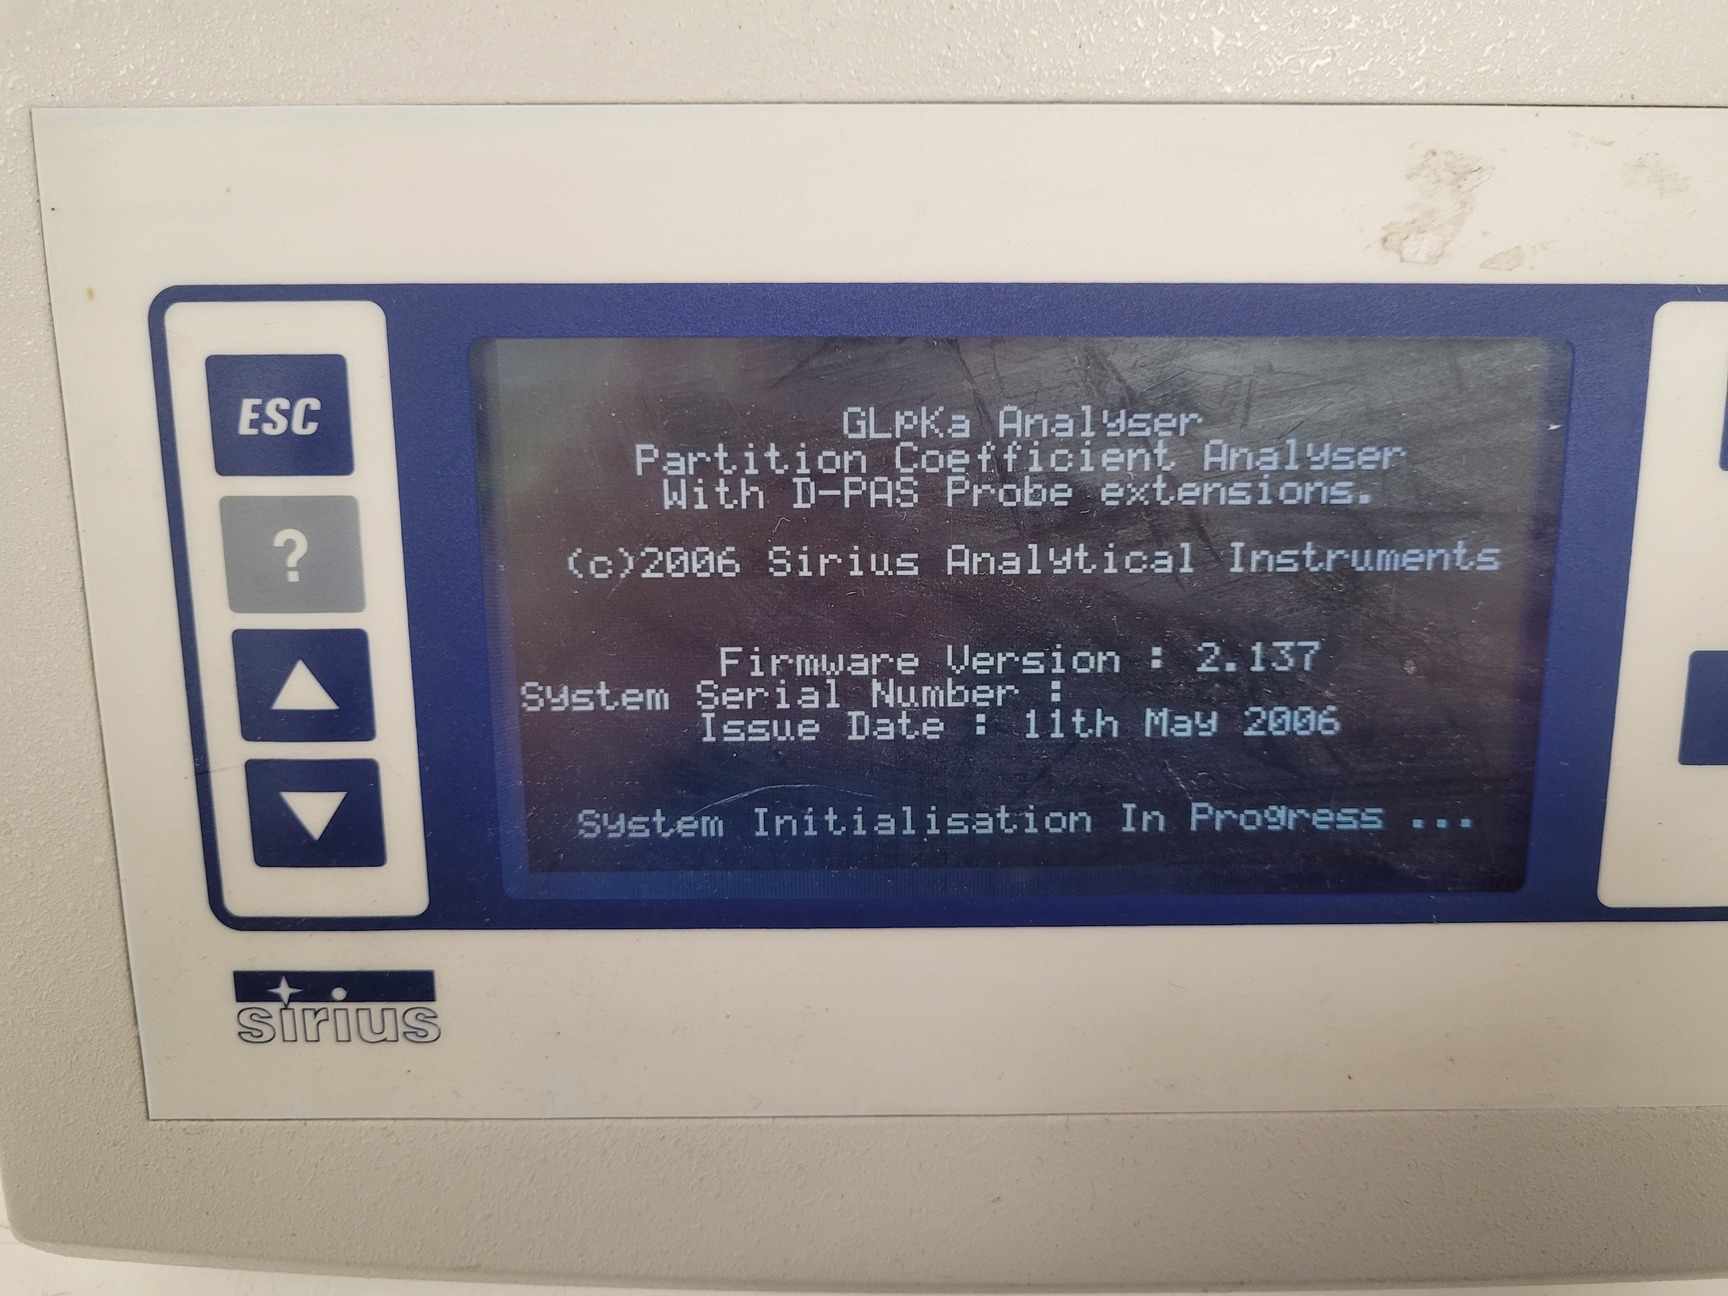 GLpKa Analyser
Partition Coefficient Analyser
With D-PAS Probe extensions.
(c)2006 Sirius Analytical Instruments
Firmware Version : 2.137
System Serial Number :
Issue Date : 11th May 2006
System Initialisation In Progress ...
ESC
?
sirius